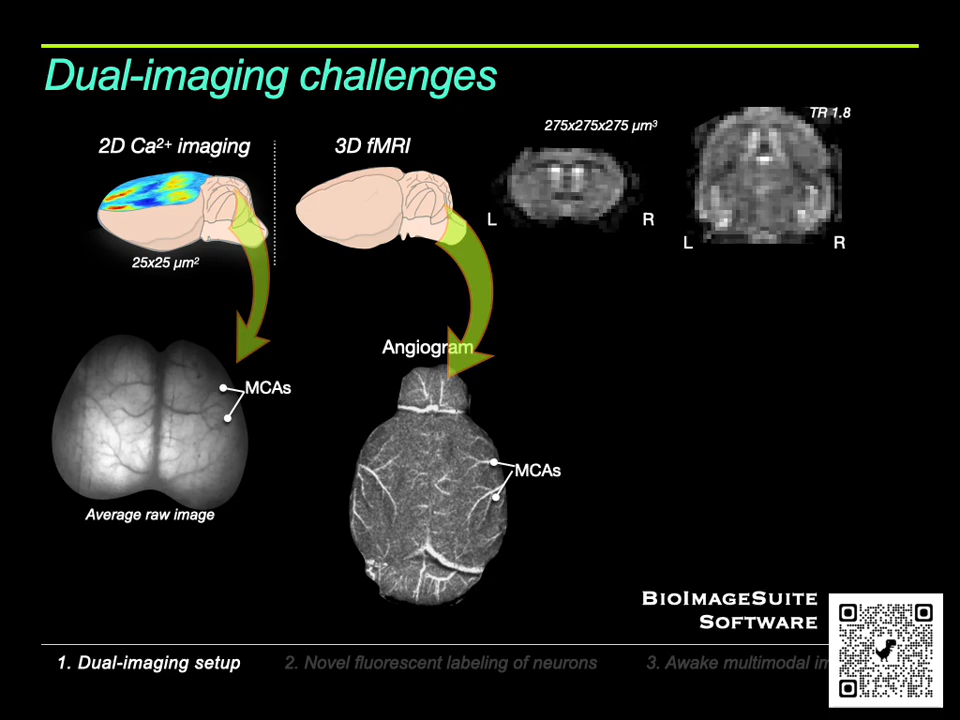 Dual-imaging challenges
2D Ca²⁺ imaging
3D fMRI
275x275x275 µm³
TR 1.8
L
R
L
R
25x25 µm²
Angiogram
MCAs
MCAs
Average raw image
BIOIMAGESUITE
SOFTWARE
1. Dual-imaging setup
2. Novel fluorescent labeling of neurons
3. Awake multimodal im